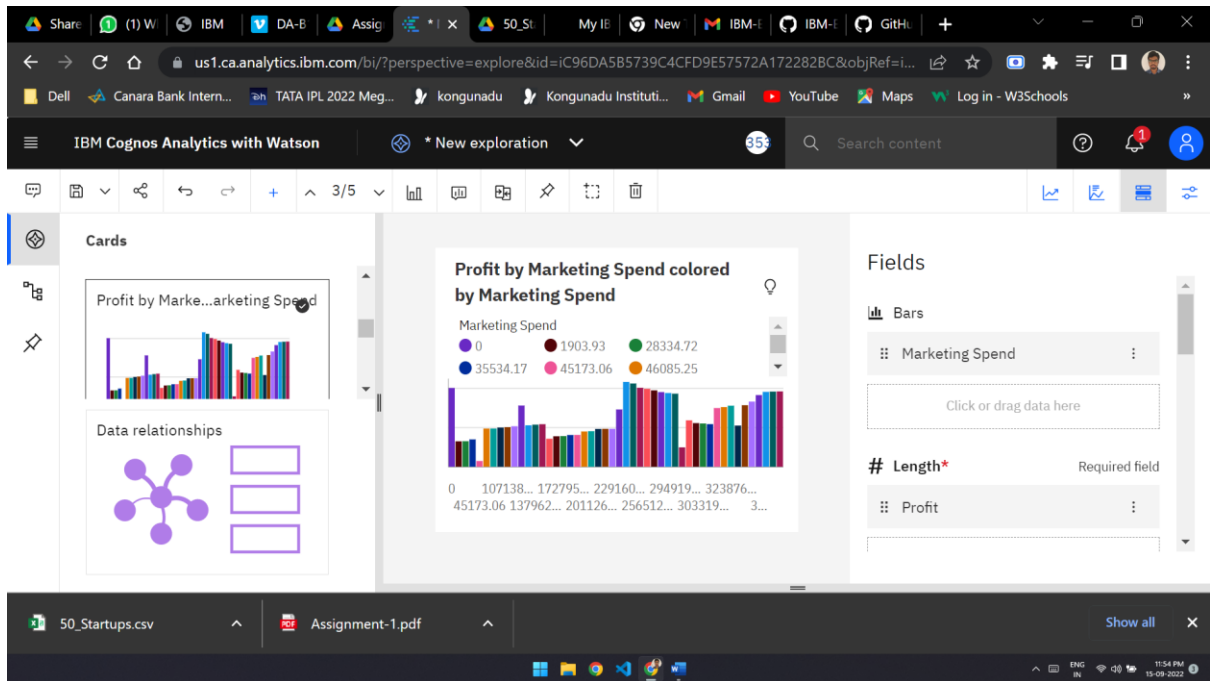 Share (1) W IBM DA-B Assig * I 50_St My IB New IBM-E IBM-E GitHu
us1.ca.analytics.ibm.com/bi/?perspective=explore&id=iC96DA5B5739C4CFD9E57572A172282BC&objRef=i...
Dell Canara Bank Intern... TATA IPL 2022 Meg... kongunadu Kongunadu Instituti... Gmail YouTube Maps Log in - W3Schools »
IBM Cognos Analytics with Watson * New exploration 353 Search content 1
3/5
Cards
Profit by Marke...arketing Spend
Data relationships
Profit by Marketing Spend colored
by Marketing Spend
Marketing Spend
0 1903.93 28334.72
35534.17 45173.06 46085.25
0 107138... 172795... 229160... 294919... 323876...
45173.06 137962... 201126... 256512... 303319... 3...
Fields
Bars
Marketing Spend
Click or drag data here
# Length* Required field
Profit
50_Startups.csv Assignment-1.pdf Show all
ENG 11:54 PM
IN 15-09-2022 3